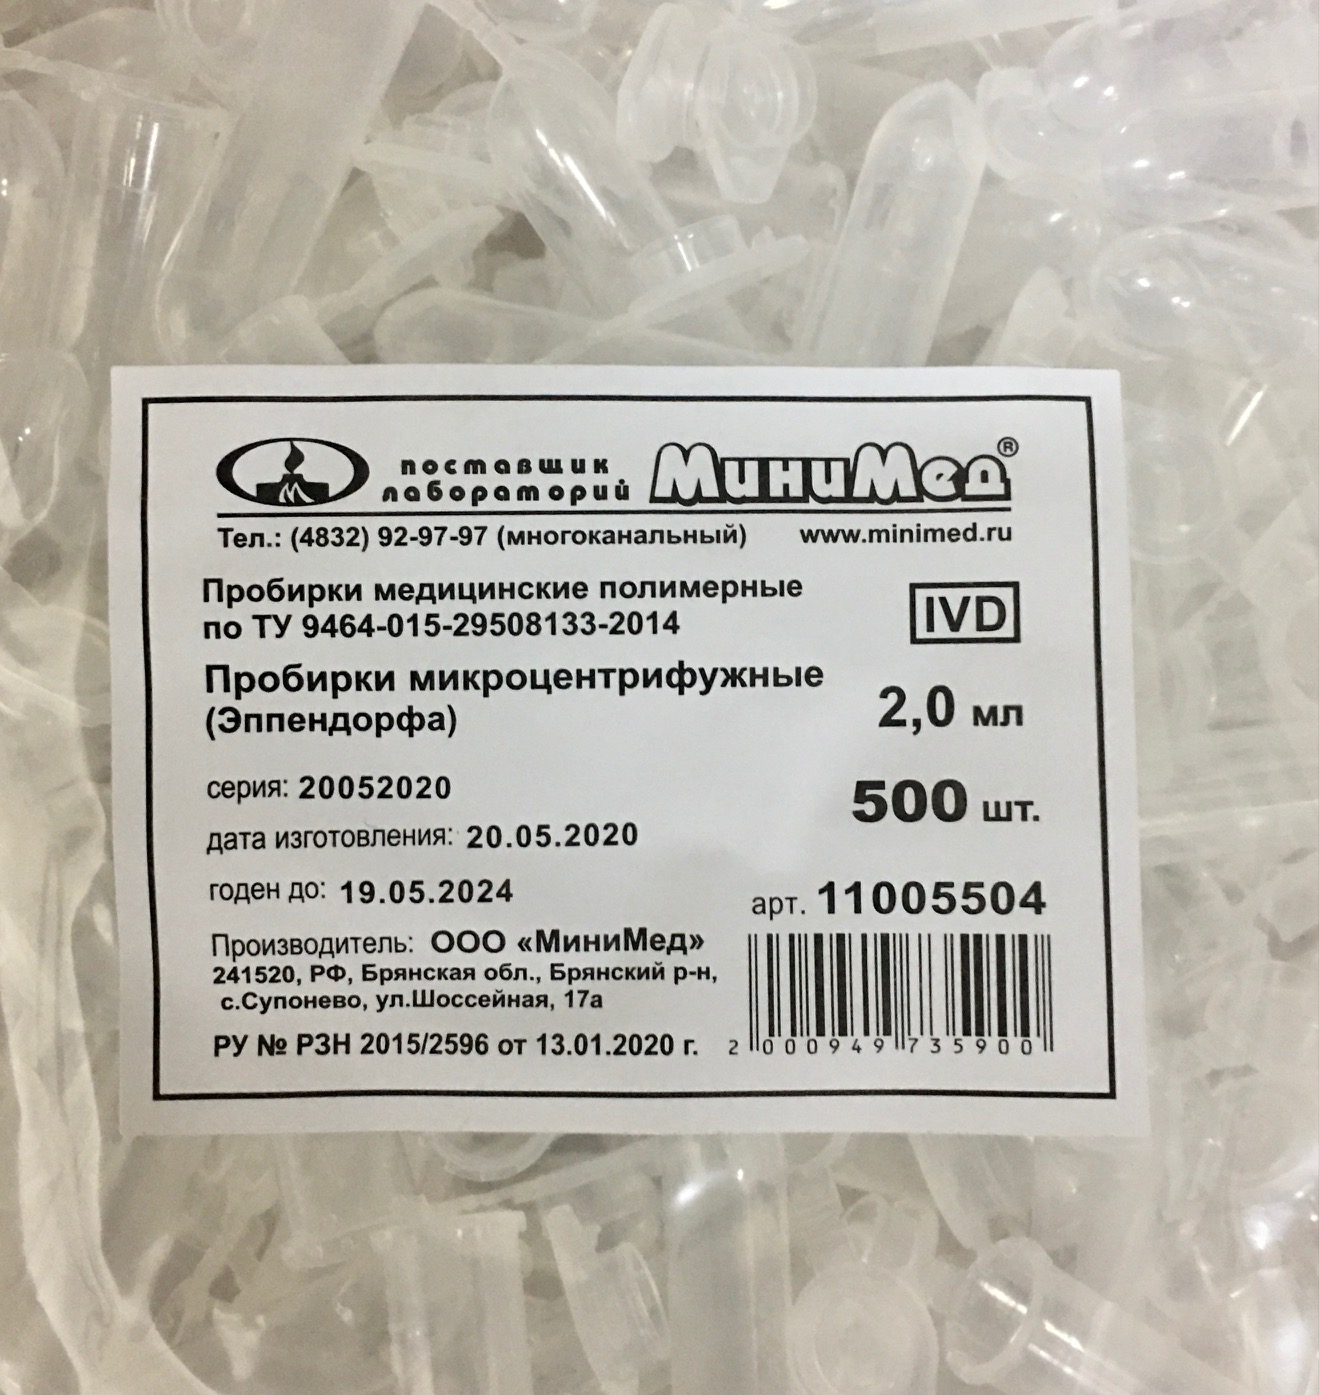 поставщик
лабораторий
МиниМед®
Тел.: (4832) 92-97-97 (многоканальный) www.minimed.ru
Пробирки медицинские полимерные
по ТУ 9464-015-29508133-2014
IVD
Пробирки микроцентрифужные
(Эппендорфа)
2,0 мл
серия: 20052020
500 шт.
дата изготовления: 20.05.2020
годен до: 19.05.2024
арт. 11005504
Производитель: ООО «МиниМед»
241520, РФ, Брянская обл., Брянский р-н,
с.Супонево, ул.Шоссейная, 17а
РУ № РЗН 2015/2596 от 13.01.2020 г.
2 000949 735900